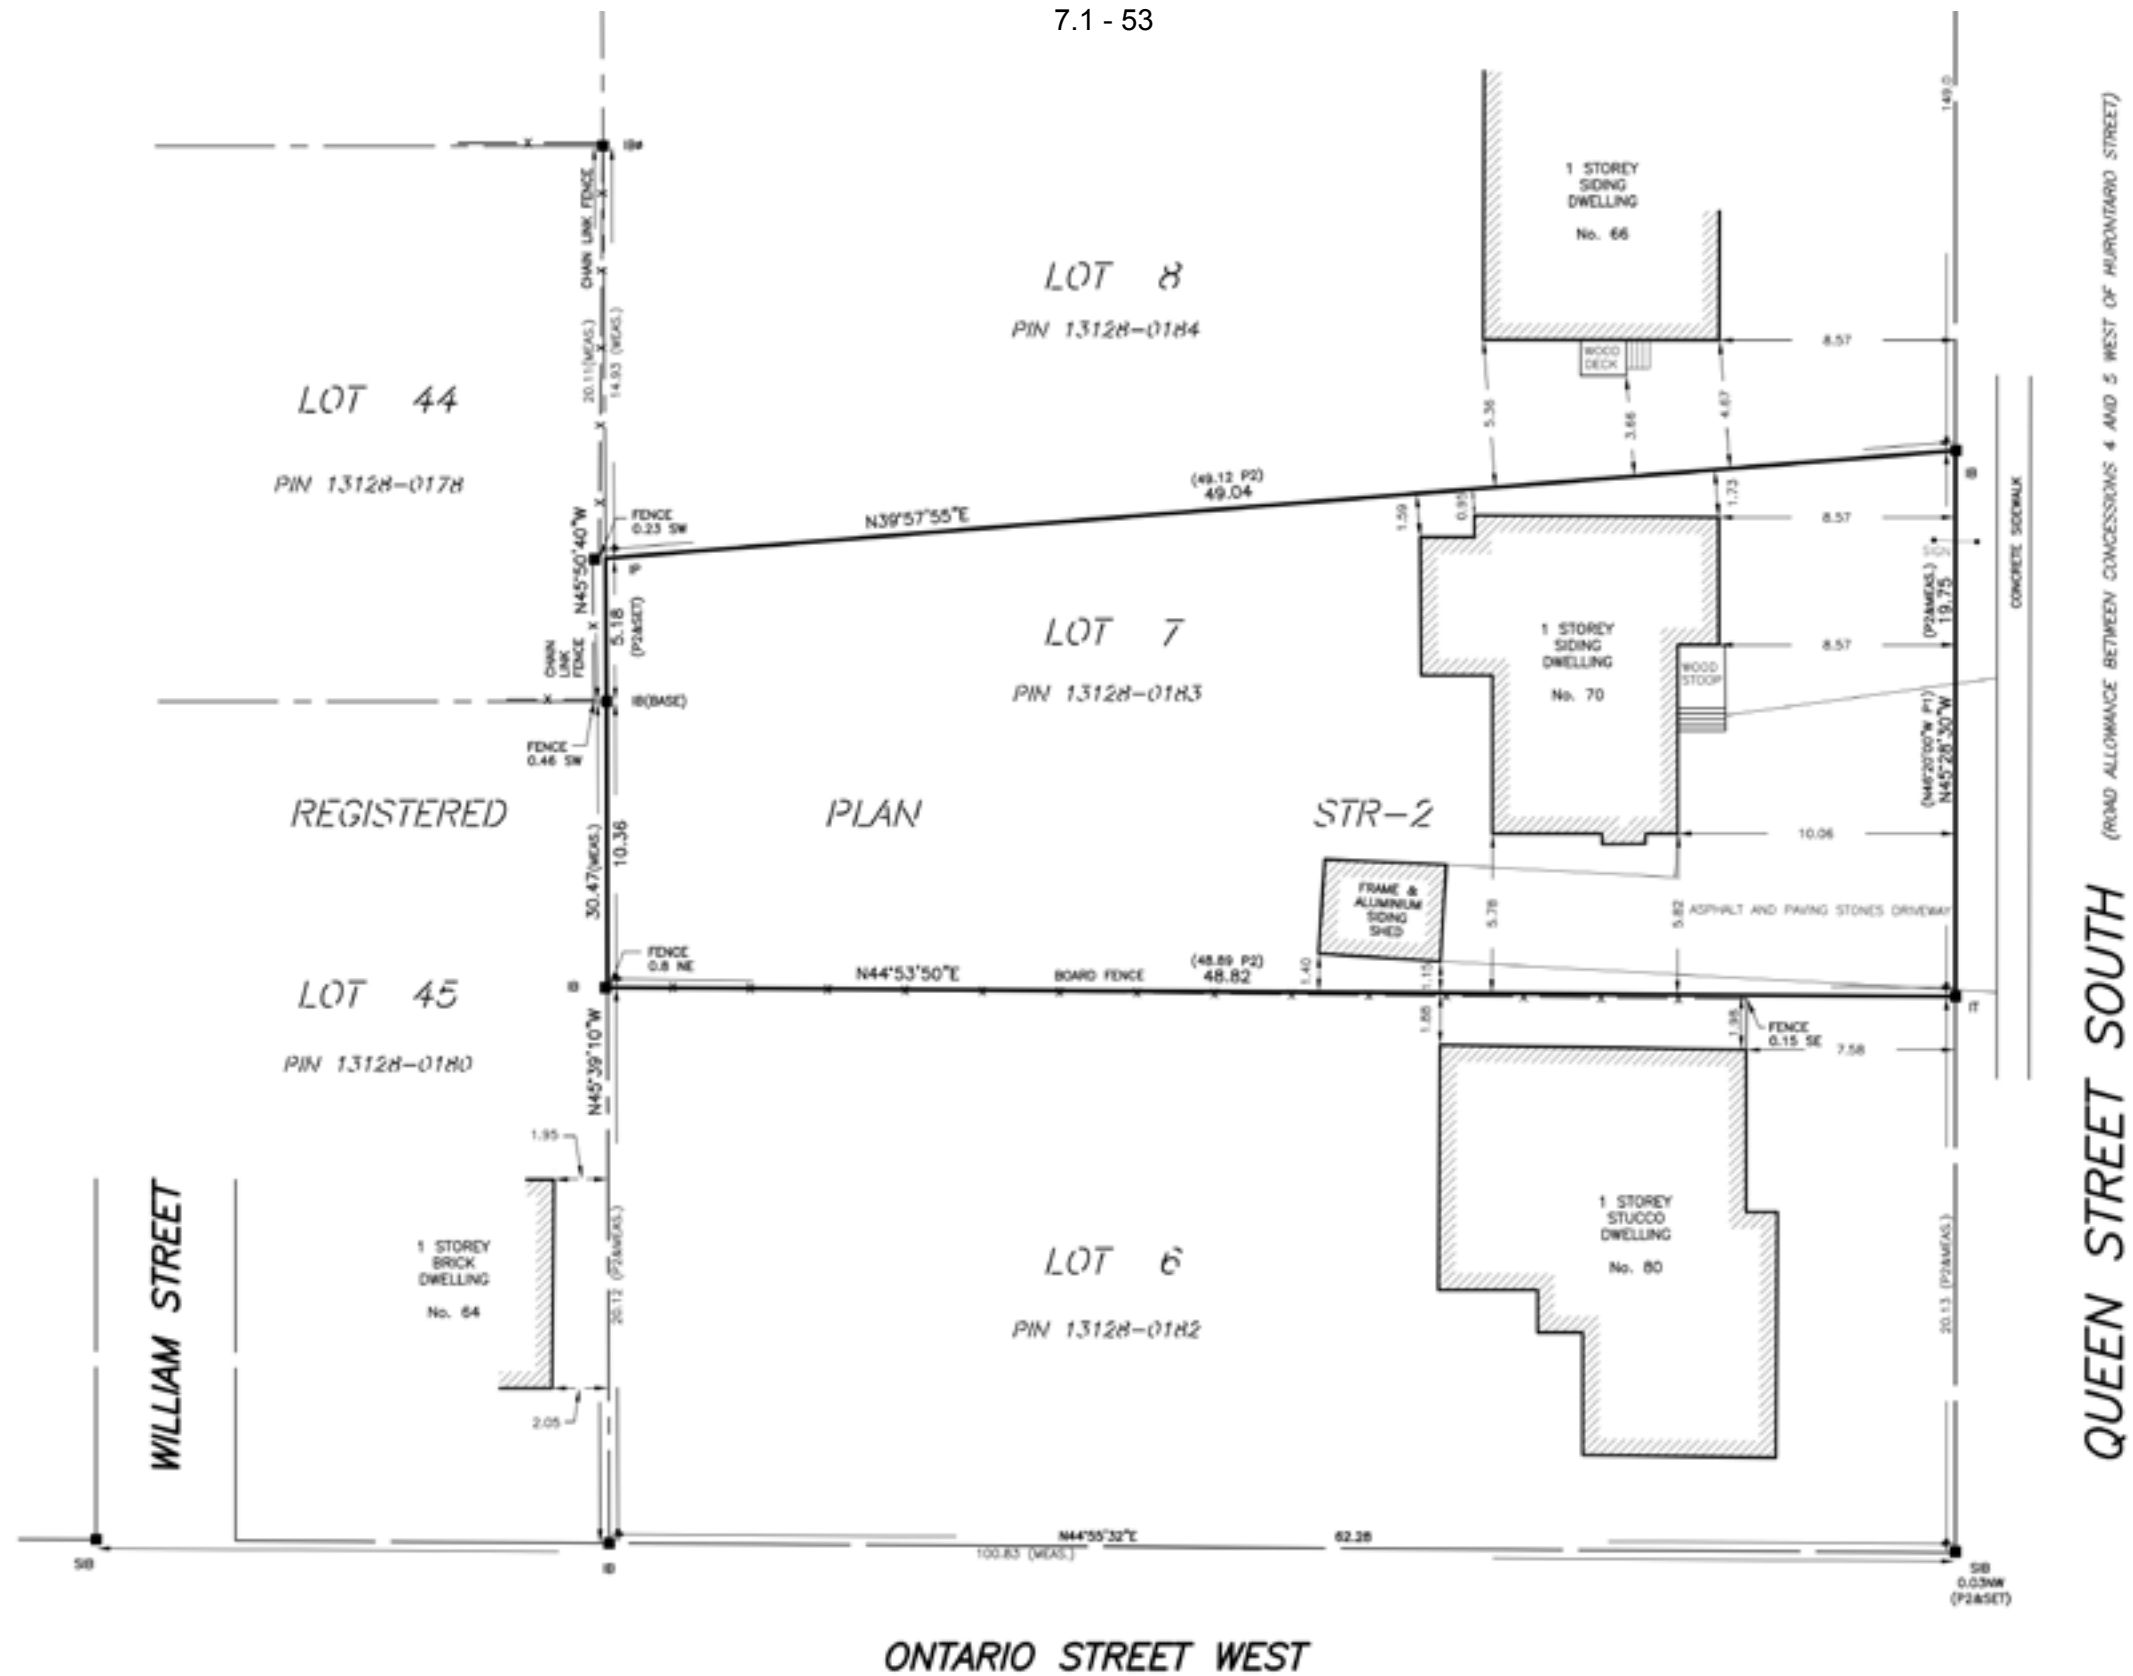 7.1 - 53
149.0
(ROAD ALLOWANCE BETWEEN CONCESSIONS 4 AND 5 WEST OF HURONTARIO STREET)
IBø
CHAIN LINK FENCE
1 STOREY
SIDING
DWELLING
No. 66
LOT 8
PIN 13128-0184
20.11(MEAS.)
14.93 (MEAS.)
WOOD
DECK
8.57
LOT 44
PIN 13128-0178
5.36
3.66
4.67
IB
CONCRETE SIDEWALK
(49.12 P2)
49.04
N39°57'55"E
1.59
0.95
1.73
8.57
FENCE
0.23 SW
N45°50'40"W
IP
SIGN
5.18
(P2&SET)
(P2&MEAS.)
19.75
CHAIN
LINK
FENCE
LOT 7
PIN 13128-0183
1 STOREY
SIDING
DWELLING
No. 70
8.57
WOOD
STOOP
IB(BASE)
FENCE
0.46 SW
(N46°20'00"W P1)
N45°28'30"W
REGISTERED PLAN STR-2
10.06
30.47(MEAS.)
10.36
FRAME &
ALUMINIUM
SIDING
SHED
5.78
5.82
ASPHALT AND PAVING STONES DRIVEWAY
FENCE
0.8 NE
IB
N44°53'50"E
BOARD FENCE
(48.89 P2)
48.82
1.40
1.15
IT
LOT 45
PIN 13128-0180
N45°39'10"W
1.88
1.98
FENCE
0.15 SE
7.58
1.95
1 STOREY
BRICK
DWELLING
No. 64
2.05
20.12 (P2&MEAS.)
LOT 6
PIN 13128-0182
1 STOREY
STUCCO
DWELLING
No. 80
20.13 (P2&MEAS.)
WILLIAM STREET
QUEEN STREET SOUTH
N44°55'32"E
62.28
100.83 (MEAS.)
SIB
IB
SIB
0.03NW
(P2&SET)
ONTARIO STREET WEST